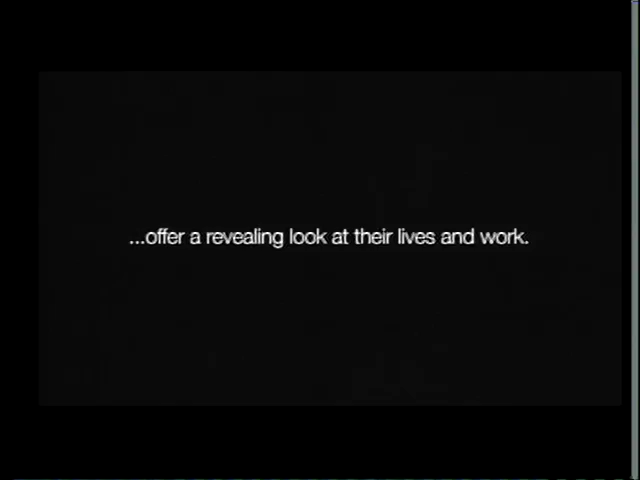 ...offer a revealing look at their lives and work.